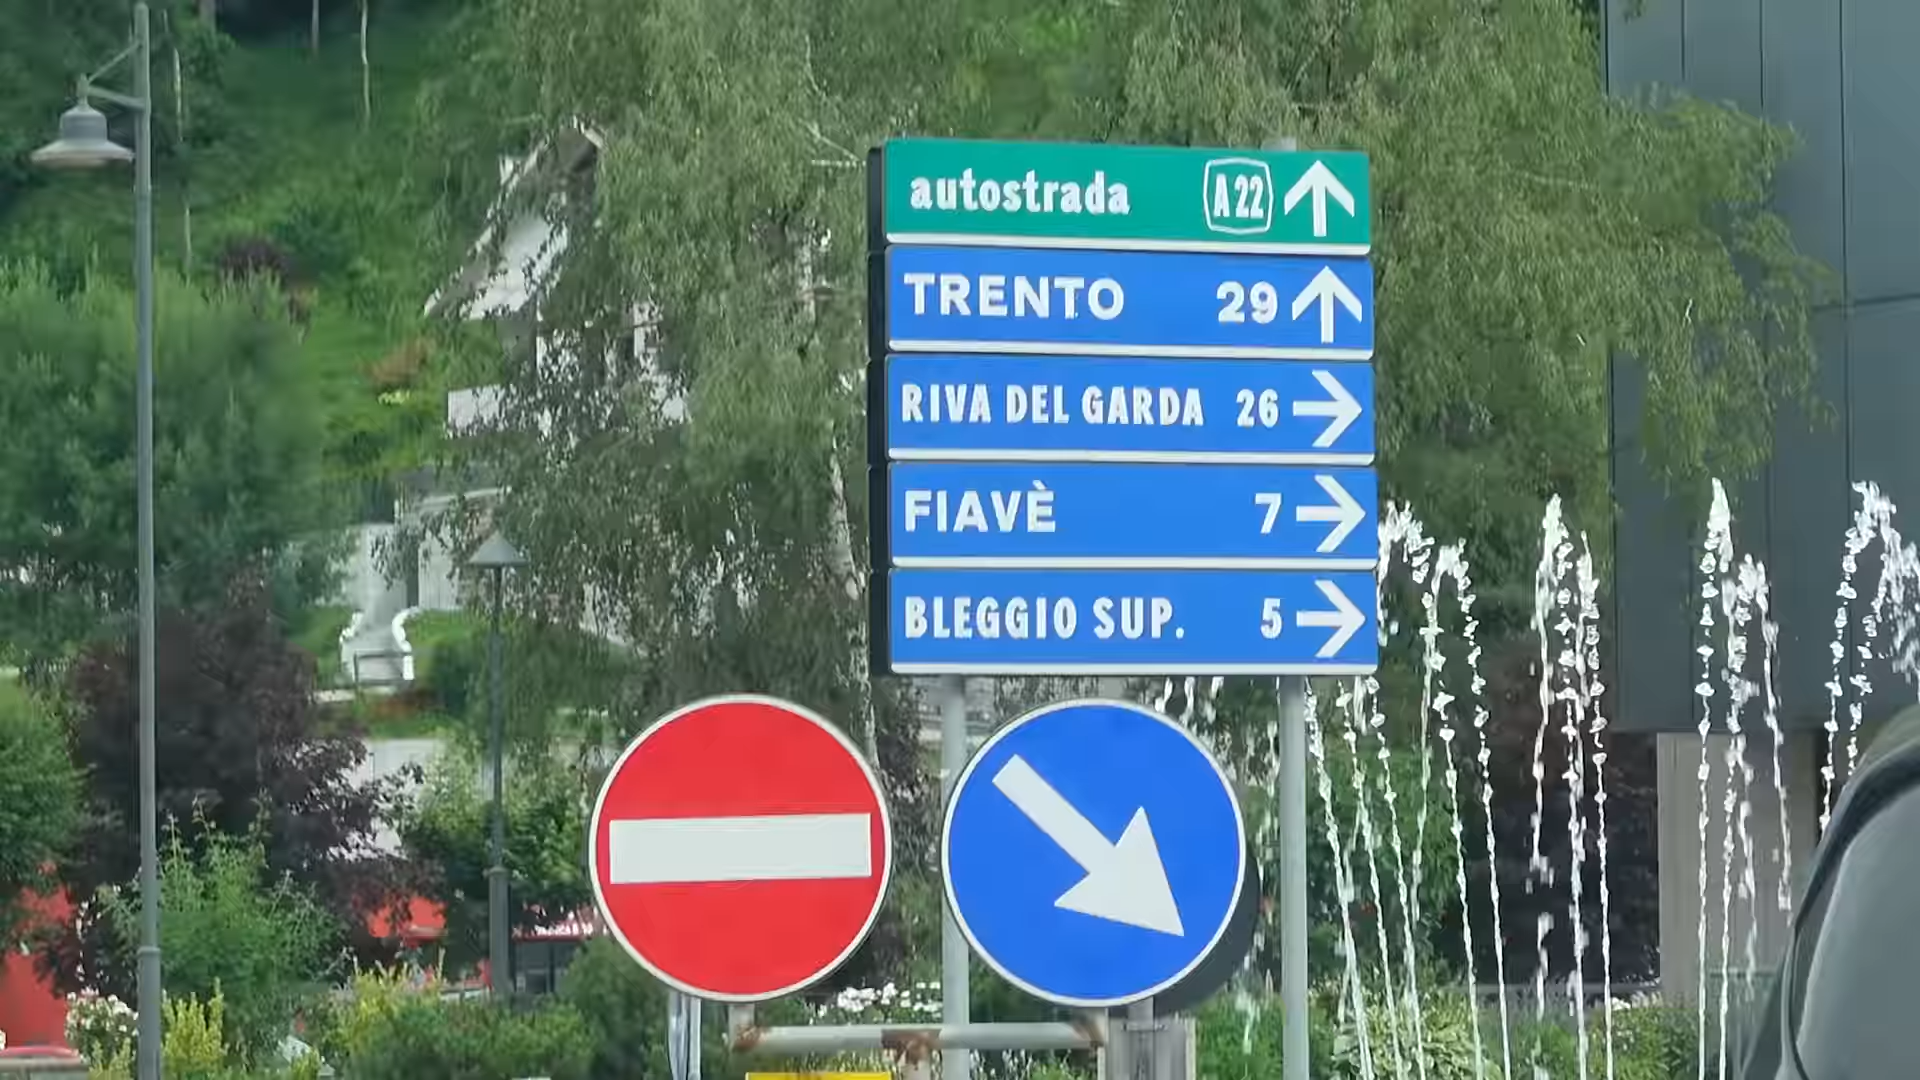 autostrada A22
TRENTO 29
RIVA DEL GARDA 26
FIAVÈ 7
BLEGGIO SUP. 5